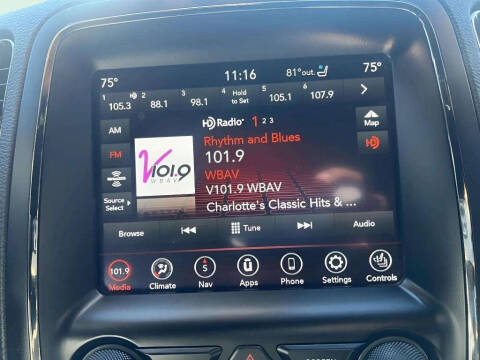 75° 11:16 81° out. 75°
1 105.3 2 88.1 3 98.1 4 Hold to Set 5 105.1 6 107.9
AM
HD Radio 1 2 3
Map
FM
V101.9
WBAV
Rhythm and Blues
101.9
WBAV
V101.9 WBAV
Charlotte's Classic Hits & ...
Source
Select
Browse Tune Audio
101.9 S
Media Climate Nav Apps Phone Settings Controls
SCREEN